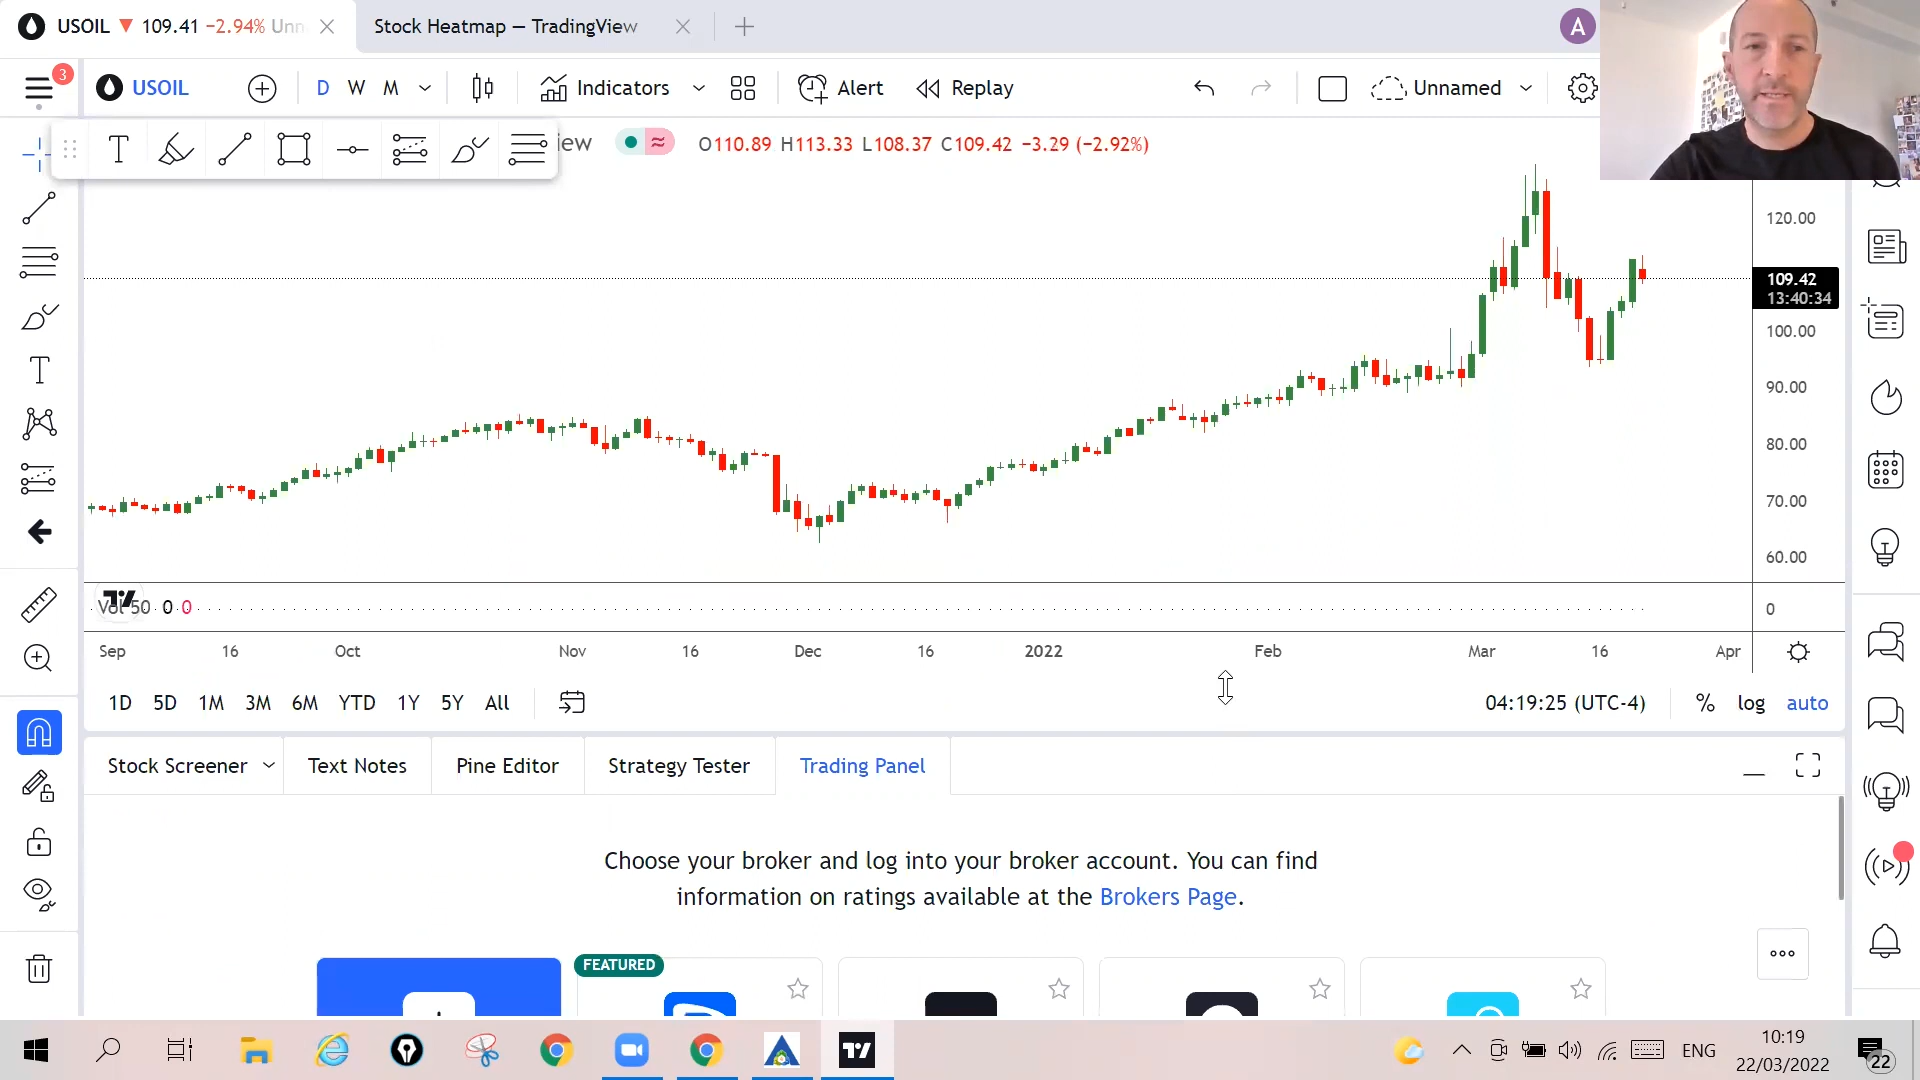 USOIL ▼ 109.41 −2.94% Unn
Stock Heatmap — TradingView
A
3
USOIL
D W M
Indicators
Alert
Replay
Unnamed
iew
O110.89 H113.33 L108.37 C109.42 −3.29 (−2.92%)
120.00
109.42
13:40:34
100.00
90.00
80.00
70.00
60.00
Vol 50 0 0
0
Sep 16 Oct Nov 16 Dec 16 2022 Feb Mar 16 Apr
1D 5D 1M 3M 6M YTD 1Y 5Y All
04:19:25 (UTC-4)
% log auto
Stock Screener
Text Notes
Pine Editor
Strategy Tester
Trading Panel
Choose your broker and log into your broker account. You can find
information on ratings available at the Brokers Page.
FEATURED
ENG
10:19
22/03/2022
22